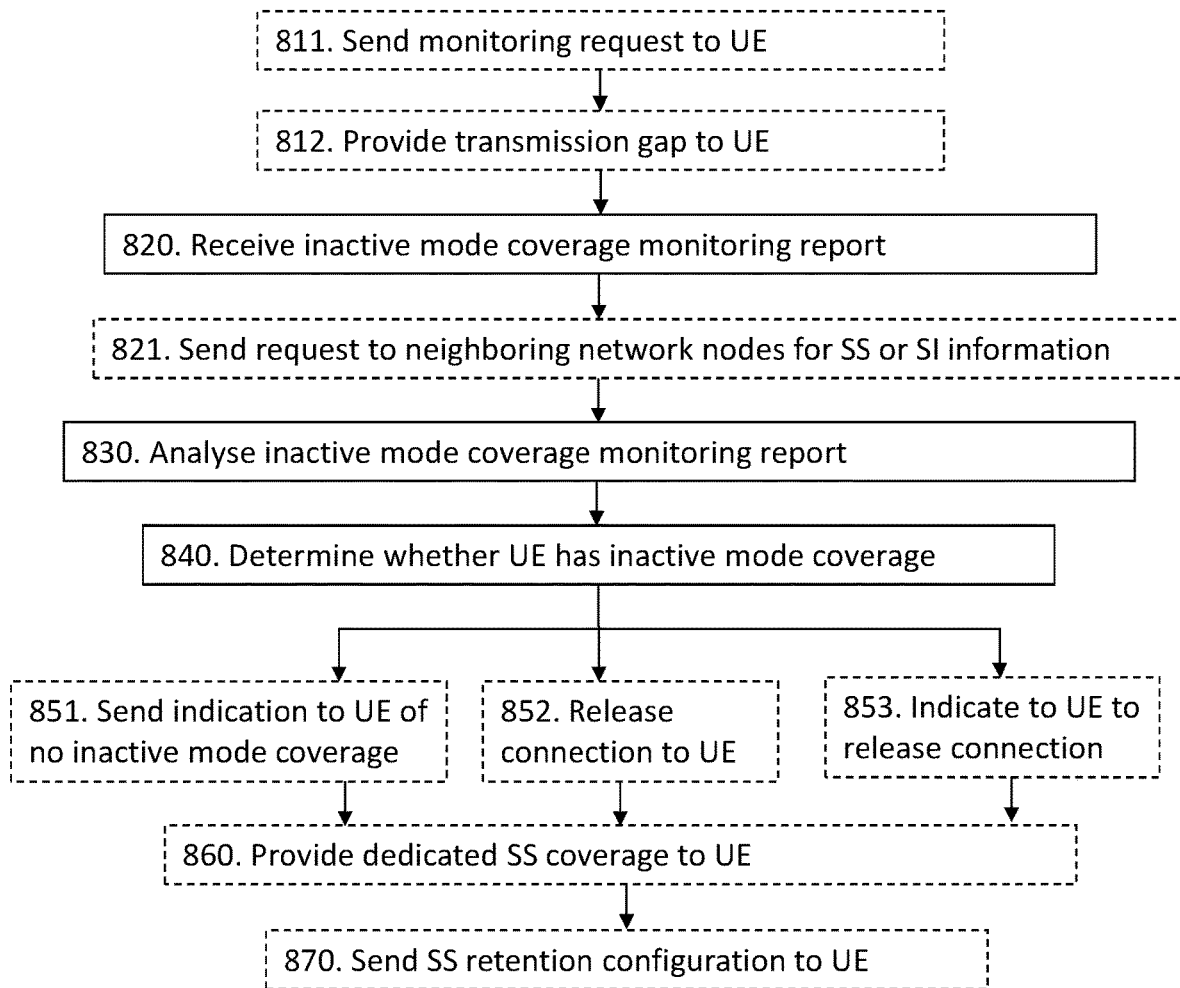 811. Send monitoring request to UE
812. Provide transmission gap to UE
820. Receive inactive mode coverage monitoring report
821. Send request to neighboring network nodes for SS or SI information
830. Analyse inactive mode coverage monitoring report
840. Determine whether UE has inactive mode coverage
851. Send indication to UE of
no inactive mode coverage
852. Release
connection to UE
853. Indicate to UE to
release connection
860. Provide dedicated SS coverage to UE
870. Send SS retention configuration to UE